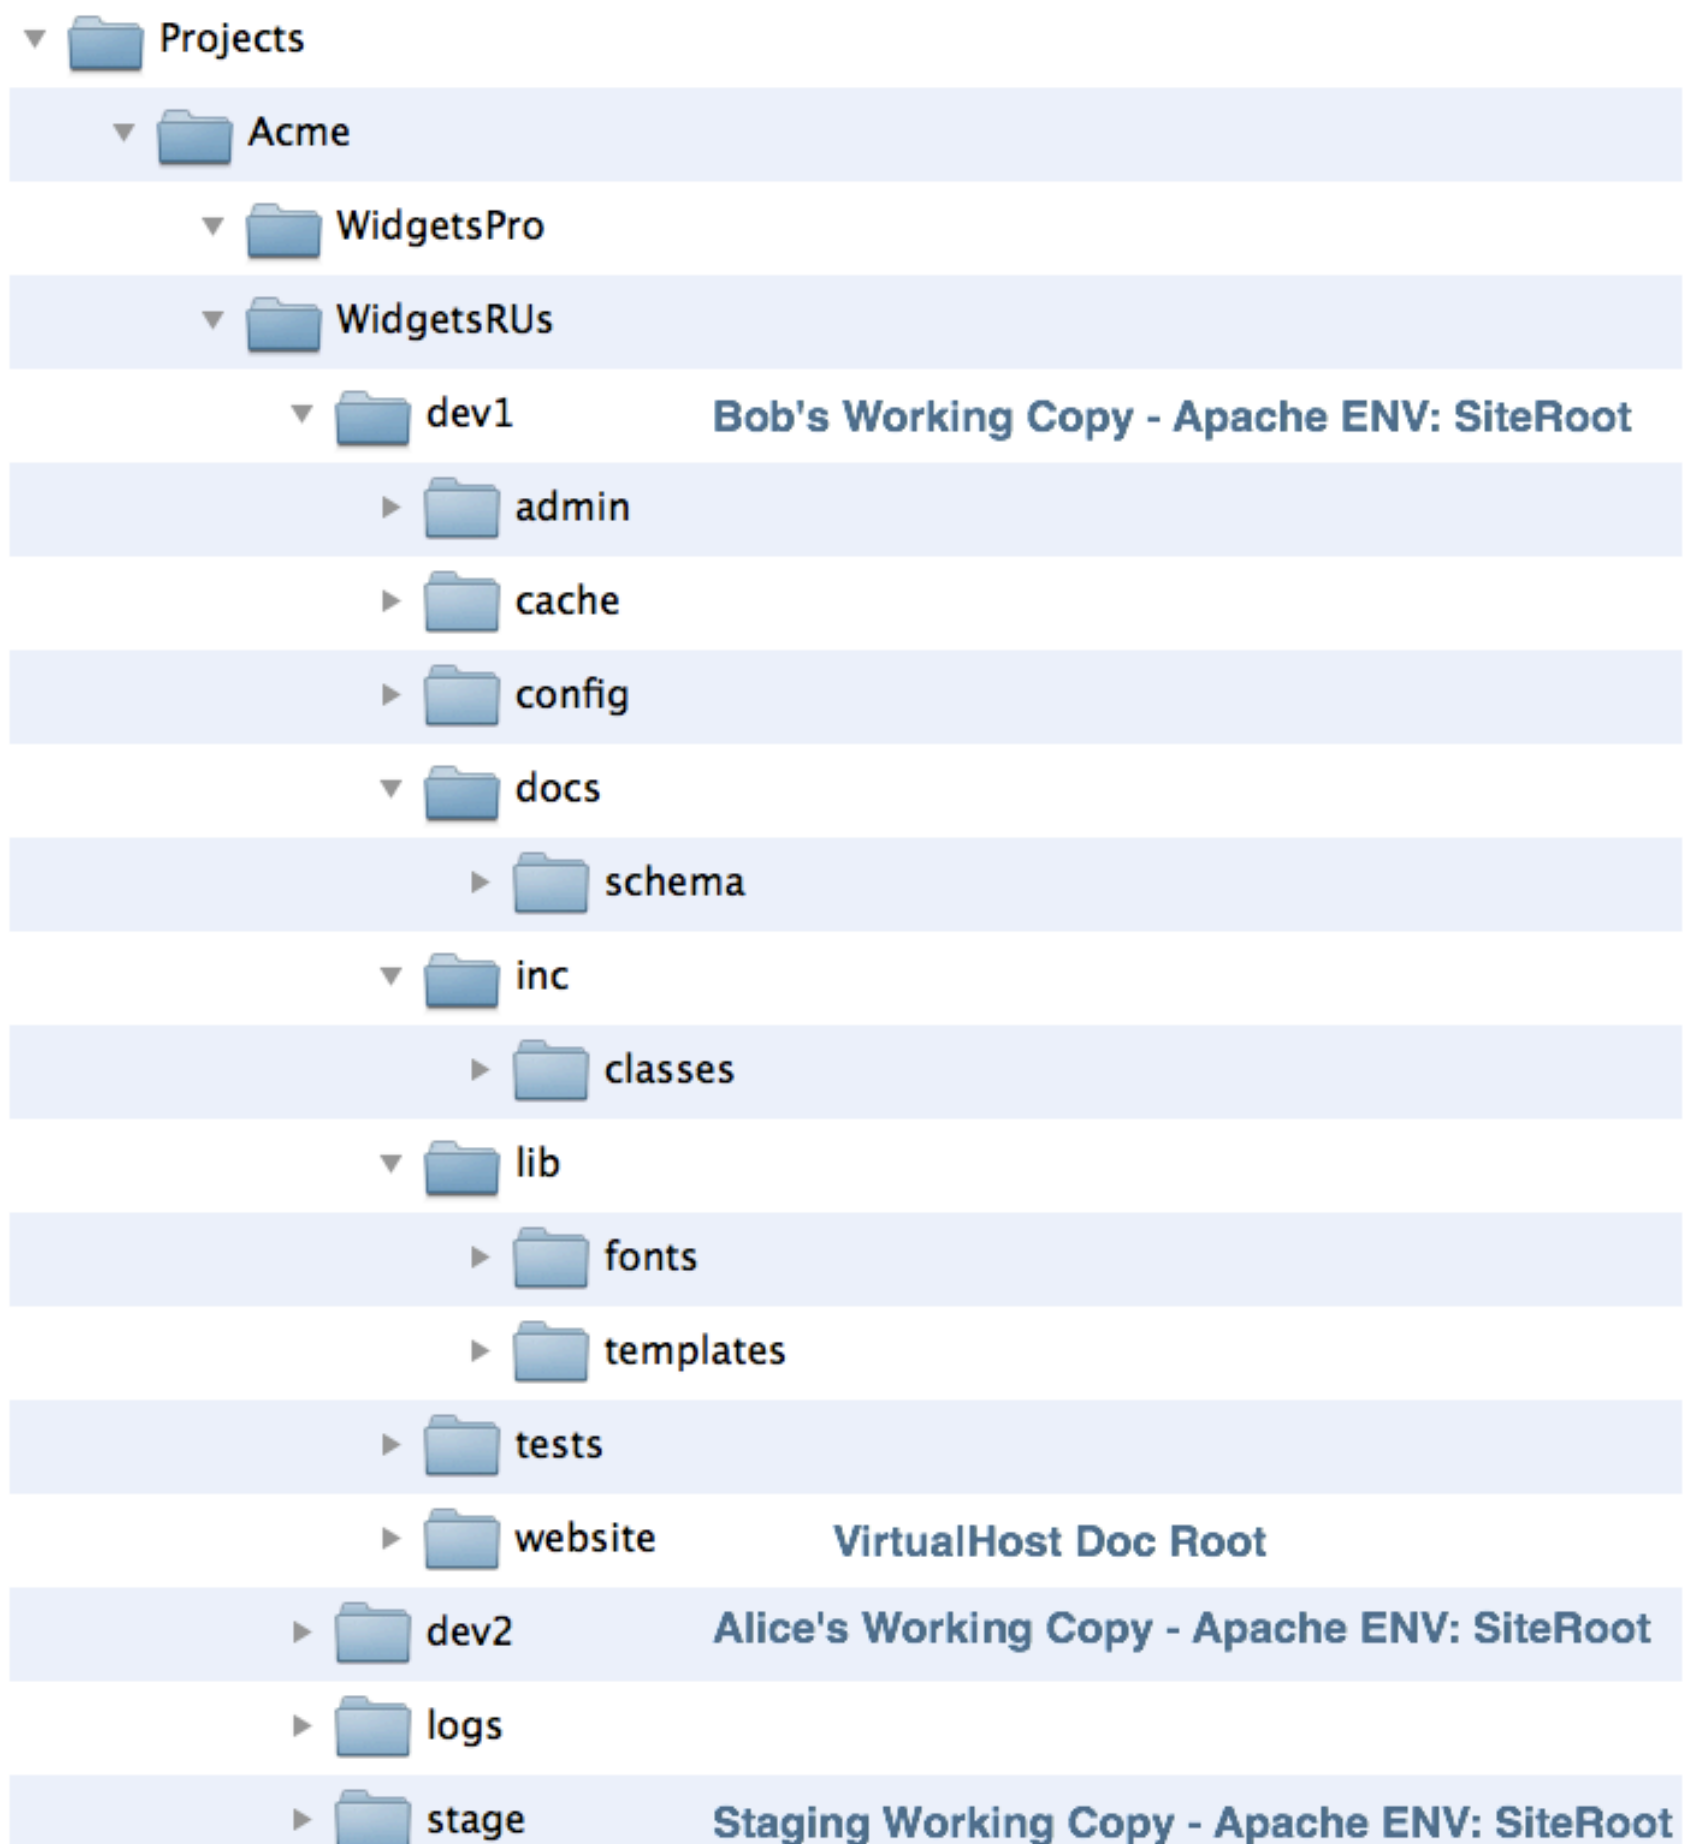 Projects
Acme
WidgetsPro
WidgetsRUs
dev1 Bob's Working Copy - Apache ENV: SiteRoot
admin
cache
config
docs
schema
inc
classes
lib
fonts
templates
tests
website VirtualHost Doc Root
dev2 Alice's Working Copy - Apache ENV: SiteRoot
logs
stage Staging Working Copy - Apache ENV: SiteRoot